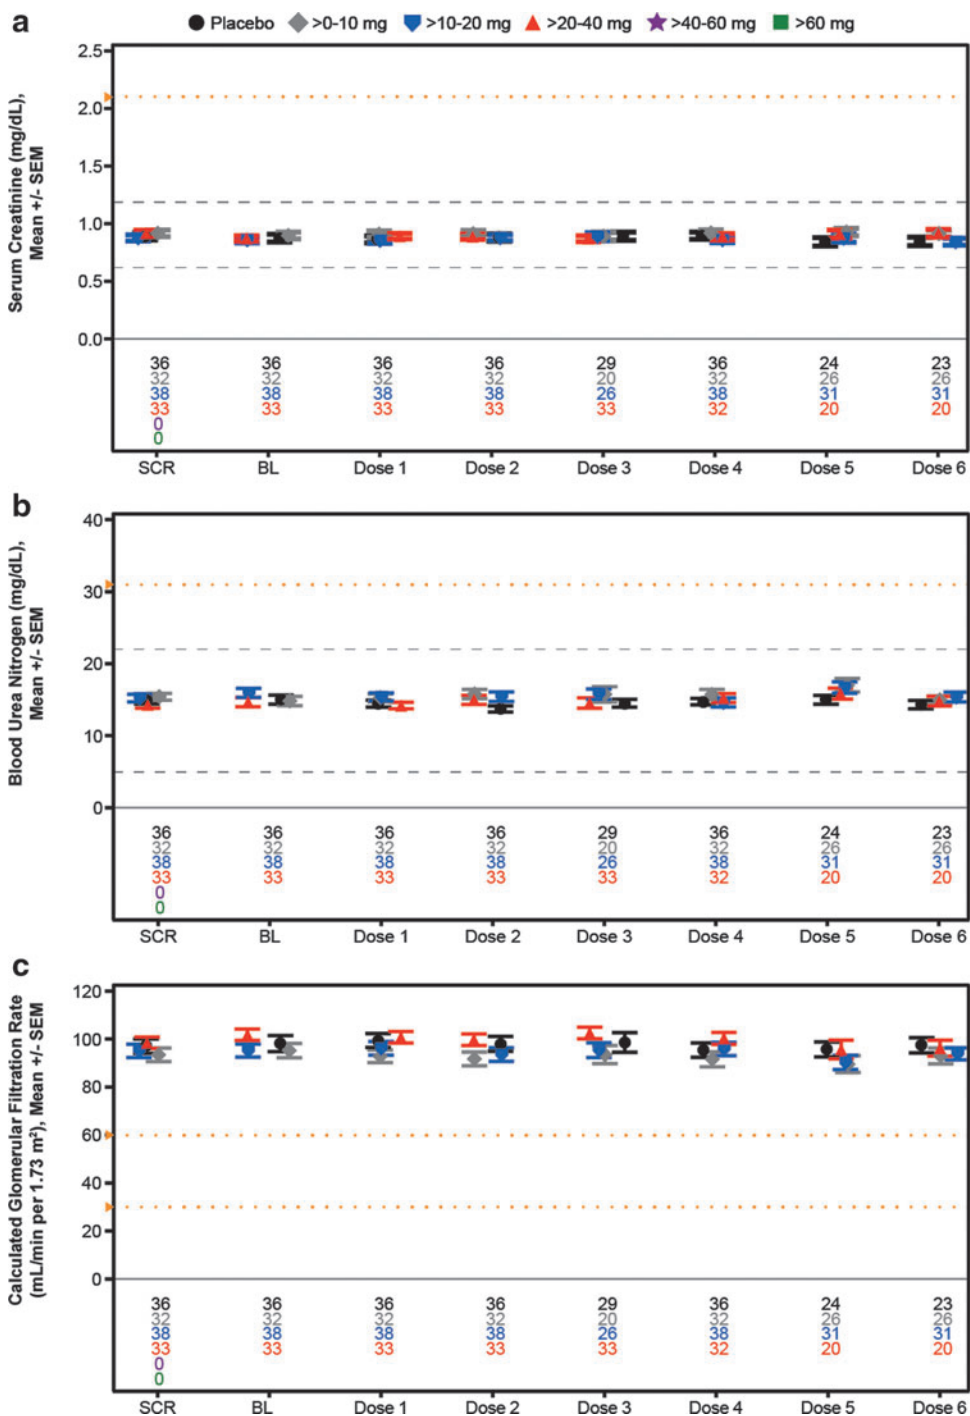 a
Placebo >0-10 mg >10-20 mg >20-40 mg >40-60 mg >60 mg
Serum Creatinine (mg/dL),
Mean +/- SEM
2.5
2.0
1.5
1.0
0.5
0.0
36 36 36 36 29 36 24 23
32 32 32 32 20 32 26 26
38 38 38 38 26 38 31 31
33 33 33 33 33 32 20 20
0
0
SCR BL Dose 1 Dose 2 Dose 3 Dose 4 Dose 5 Dose 6
b
Blood Urea Nitrogen (mg/dL),
Mean +/- SEM
40
30
20
10
0
36 36 36 36 29 36 24 23
32 32 32 32 20 32 26 26
38 38 38 38 26 38 31 31
33 33 33 33 33 32 20 20
0
0
SCR BL Dose 1 Dose 2 Dose 3 Dose 4 Dose 5 Dose 6
c
Calculated Glomerular Filtration Rate
(mL/min per 1.73 m²), Mean +/- SEM
120
100
80
60
40
20
0
36 36 36 36 29 36 24 23
32 32 32 32 20 32 26 26
38 38 38 38 26 38 31 31
33 33 33 33 33 32 20 20
0
0
SCR BL Dose 1 Dose 2 Dose 3 Dose 4 Dose 5 Dose 6